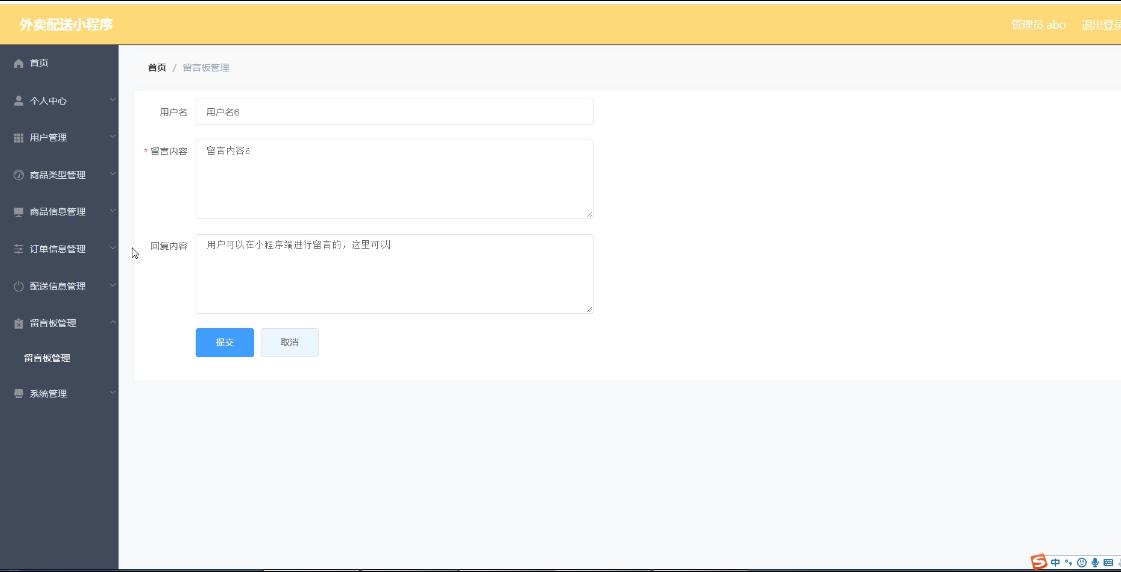 外卖配送小程序
管理员 abo 退出登录
首页
个人中心
用户管理
商品类型管理
商品信息管理
订单信息管理
配送信息管理
留言板管理
留言板管理
系统管理
首页 / 留言板管理
用户名 用户名6
* 留言内容 留言内容6
回复内容 用户可以在小程序端进行留言的，这里可以
提交 取消
中